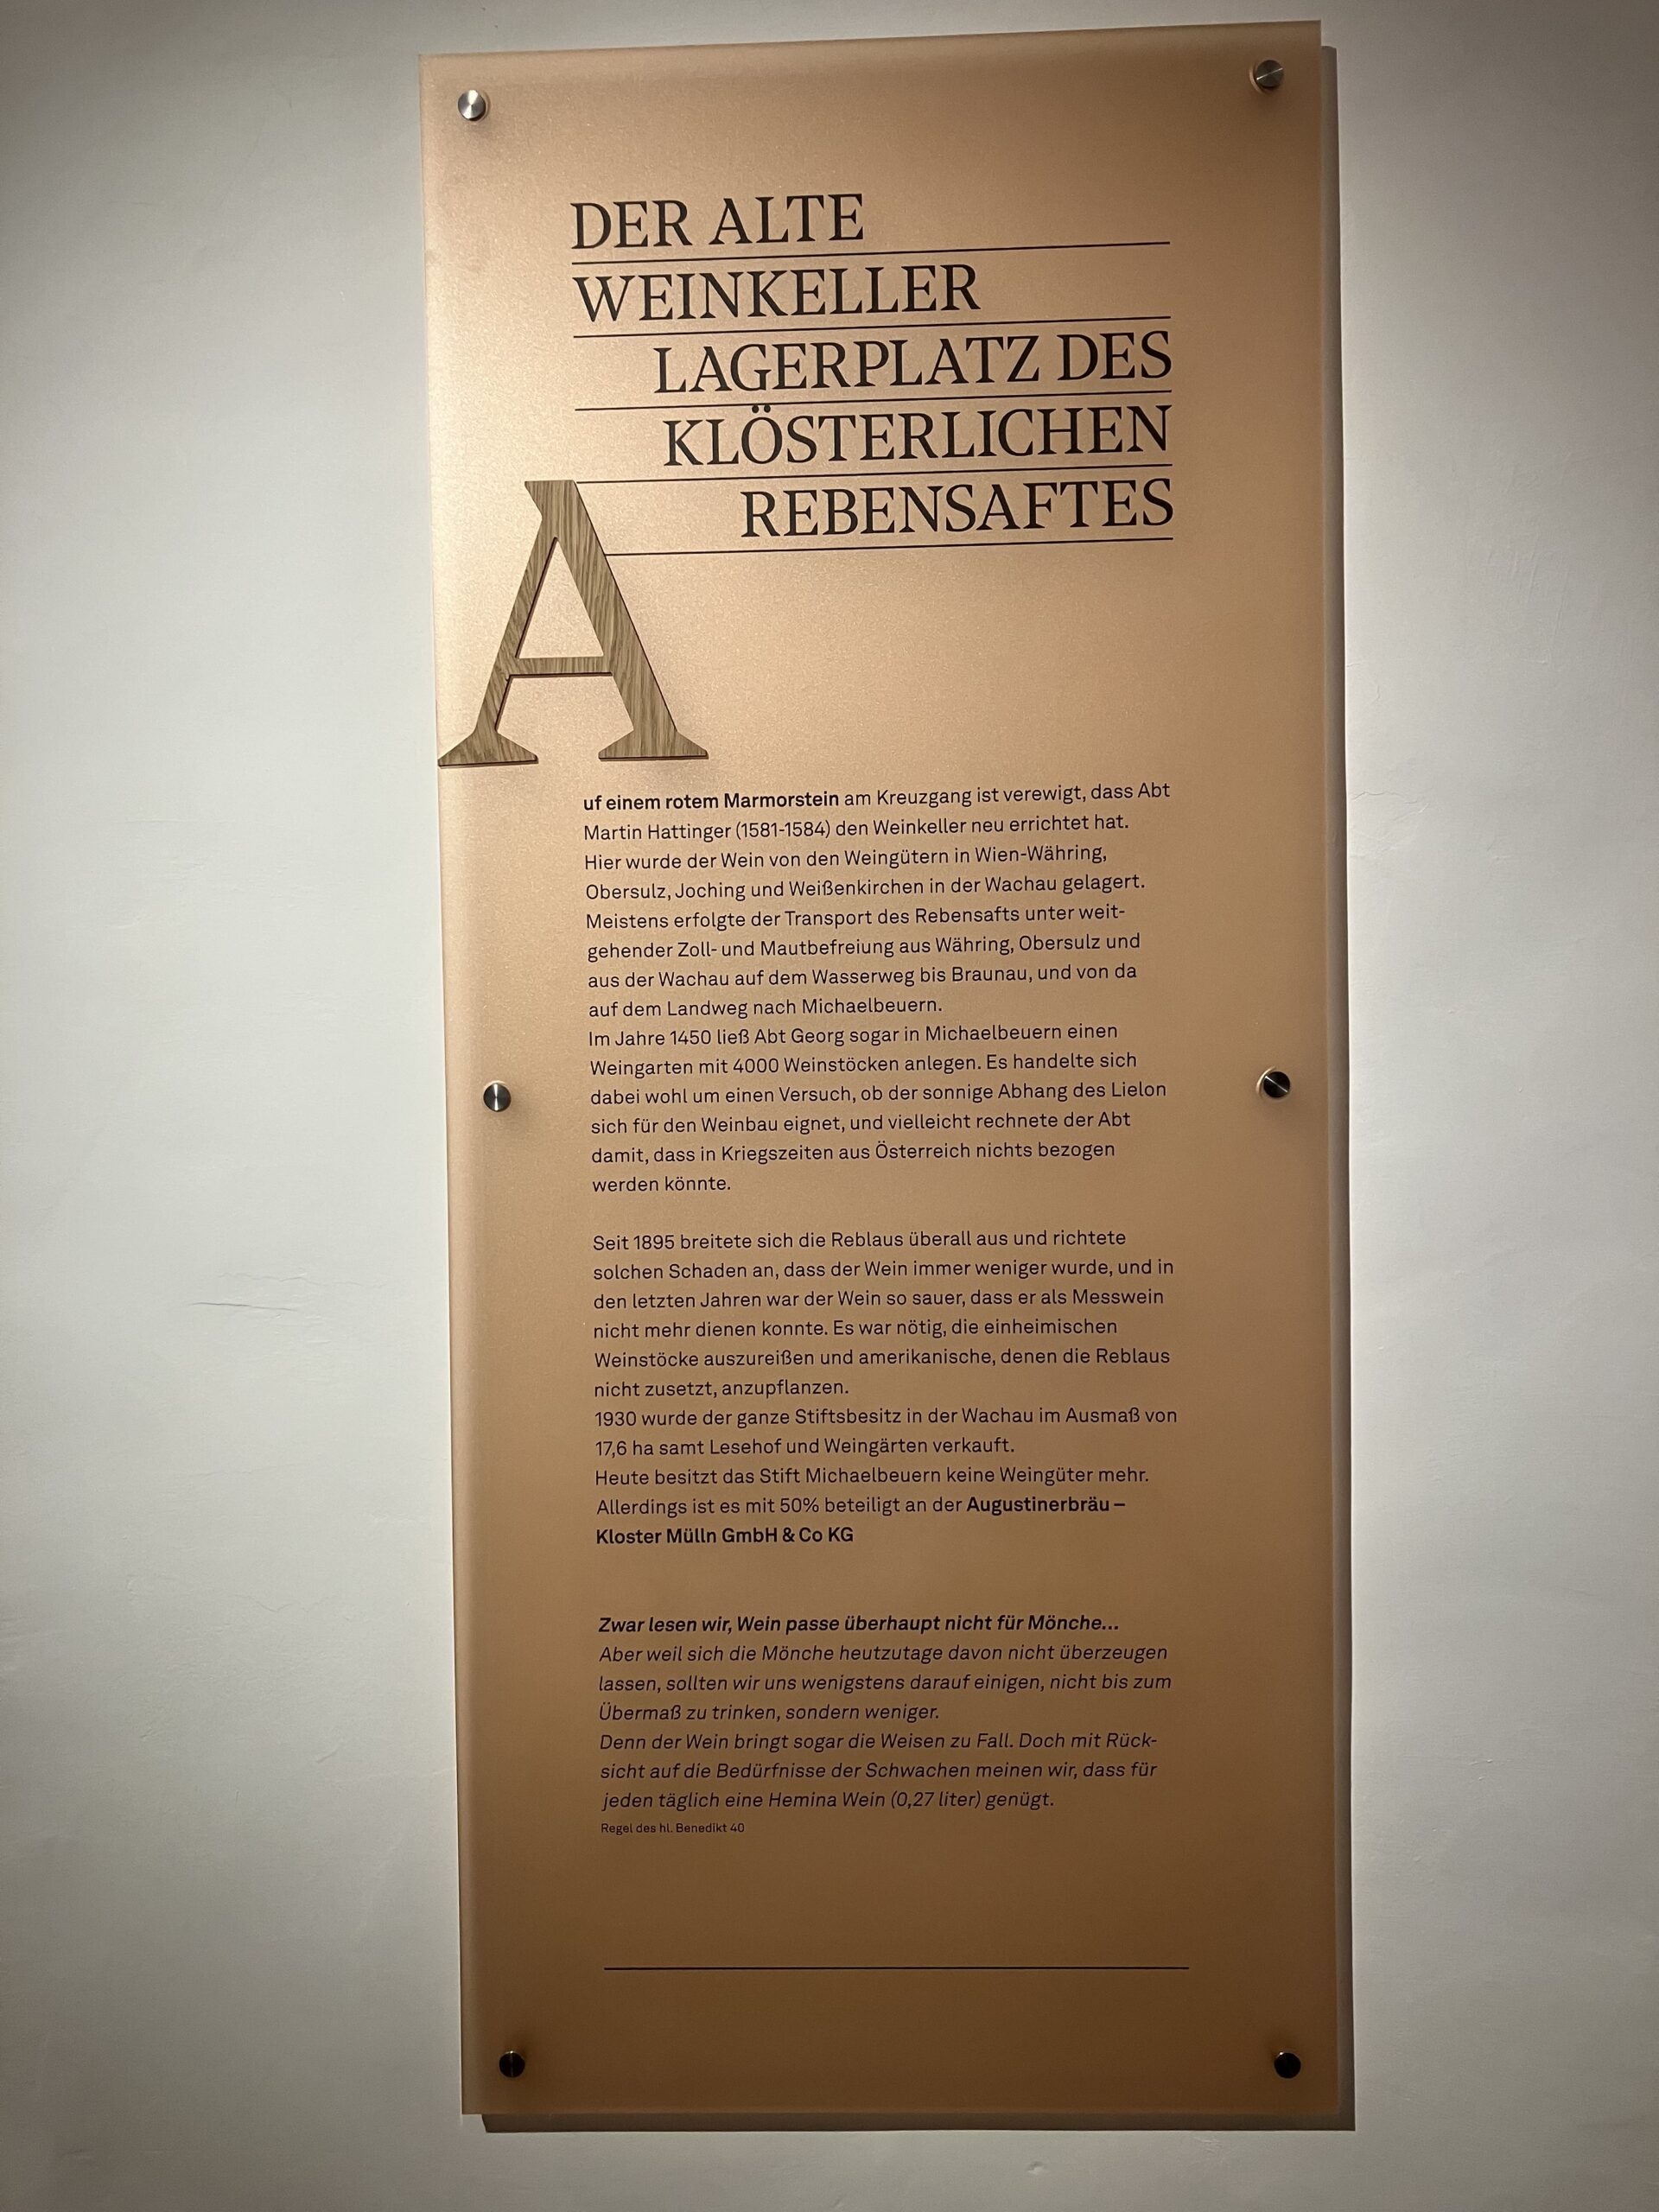 DER ALTE
WEINKELLER
LAGERPLATZ DES
KLÖSTERLICHEN
REBENSAFTES
A
uf einem rotem Marmorstein am Kreuzgang ist verewigt, dass Abt
Martin Hattinger (1581-1584) den Weinkeller neu errichtet hat.
Hier wurde der Wein von den Weingütern in Wien-Währing,
Obersulz, Joching und Weißenkirchen in der Wachau gelagert.
Meistens erfolgte der Transport des Rebensafts unter weit-
gehender Zoll- und Mautbefreiung aus Währing, Obersulz und
aus der Wachau auf dem Wasserweg bis Braunau, und von da
auf dem Landweg nach Michaelbeuern.
Im Jahre 1450 ließ Abt Georg sogar in Michaelbeuern einen
Weingarten mit 4000 Weinstöcken anlegen. Es handelte sich
dabei wohl um einen Versuch, ob der sonnige Abhang des Lielon
sich für den Weinbau eignet, und vielleicht rechnete der Abt
damit, dass in Kriegszeiten aus Österreich nichts bezogen
werden könnte.
Seit 1895 breitete sich die Reblaus überall aus und richtete
solchen Schaden an, dass der Wein immer weniger wurde, und in
den letzten Jahren war der Wein so sauer, dass er als Messwein
nicht mehr dienen konnte. Es war nötig, die einheimischen
Weinstöcke auszureißen und amerikanische, denen die Reblaus
nicht zusetzt, anzupflanzen.
1930 wurde der ganze Stiftsbesitz in der Wachau im Ausmaß von
17,6 ha samt Lesehof und Weingärten verkauft.
Heute besitzt das Stift Michaelbeuern keine Weingüter mehr.
Allerdings ist es mit 50% beteiligt an der Augustinerbräu –
Kloster Mülln GmbH & Co KG
Zwar lesen wir, Wein passe überhaupt nicht für Mönche...
Aber weil sich die Mönche heutzutage davon nicht überzeugen
lassen, sollten wir uns wenigstens darauf einigen, nicht bis zum
Übermaß zu trinken, sondern weniger.
Denn der Wein bringt sogar die Weisen zu Fall. Doch mit Rück-
sicht auf die Bedürfnisse der Schwachen meinen wir, dass für
jeden täglich eine Hemina Wein (0,27 liter) genügt.
Regel des hl. Benedikt 40